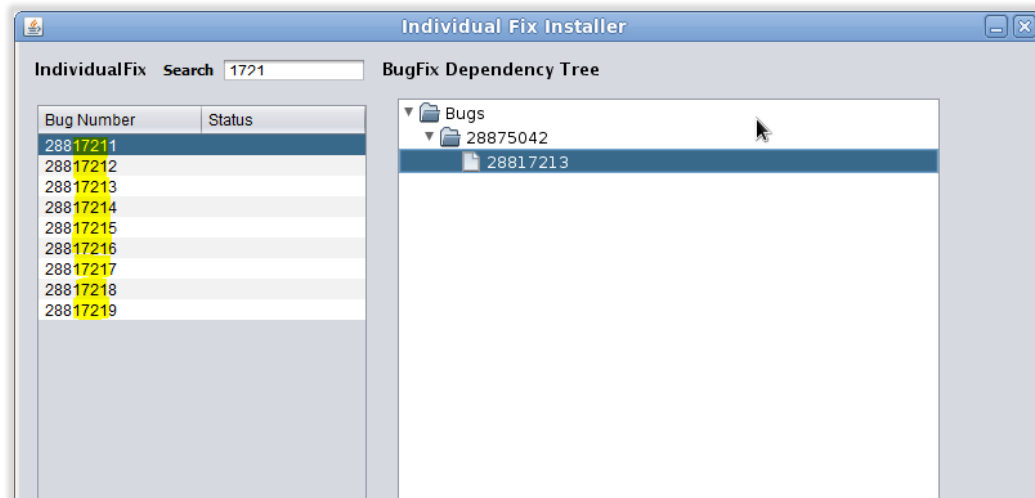 Individual Fix Installer
IndividualFix Search 1721 BugFix Dependency Tree
Bug Number Status
28817211
28817212
28817213
28817214
28817215
28817216
28817217
28817218
28817219
Bugs
28875042
28817213